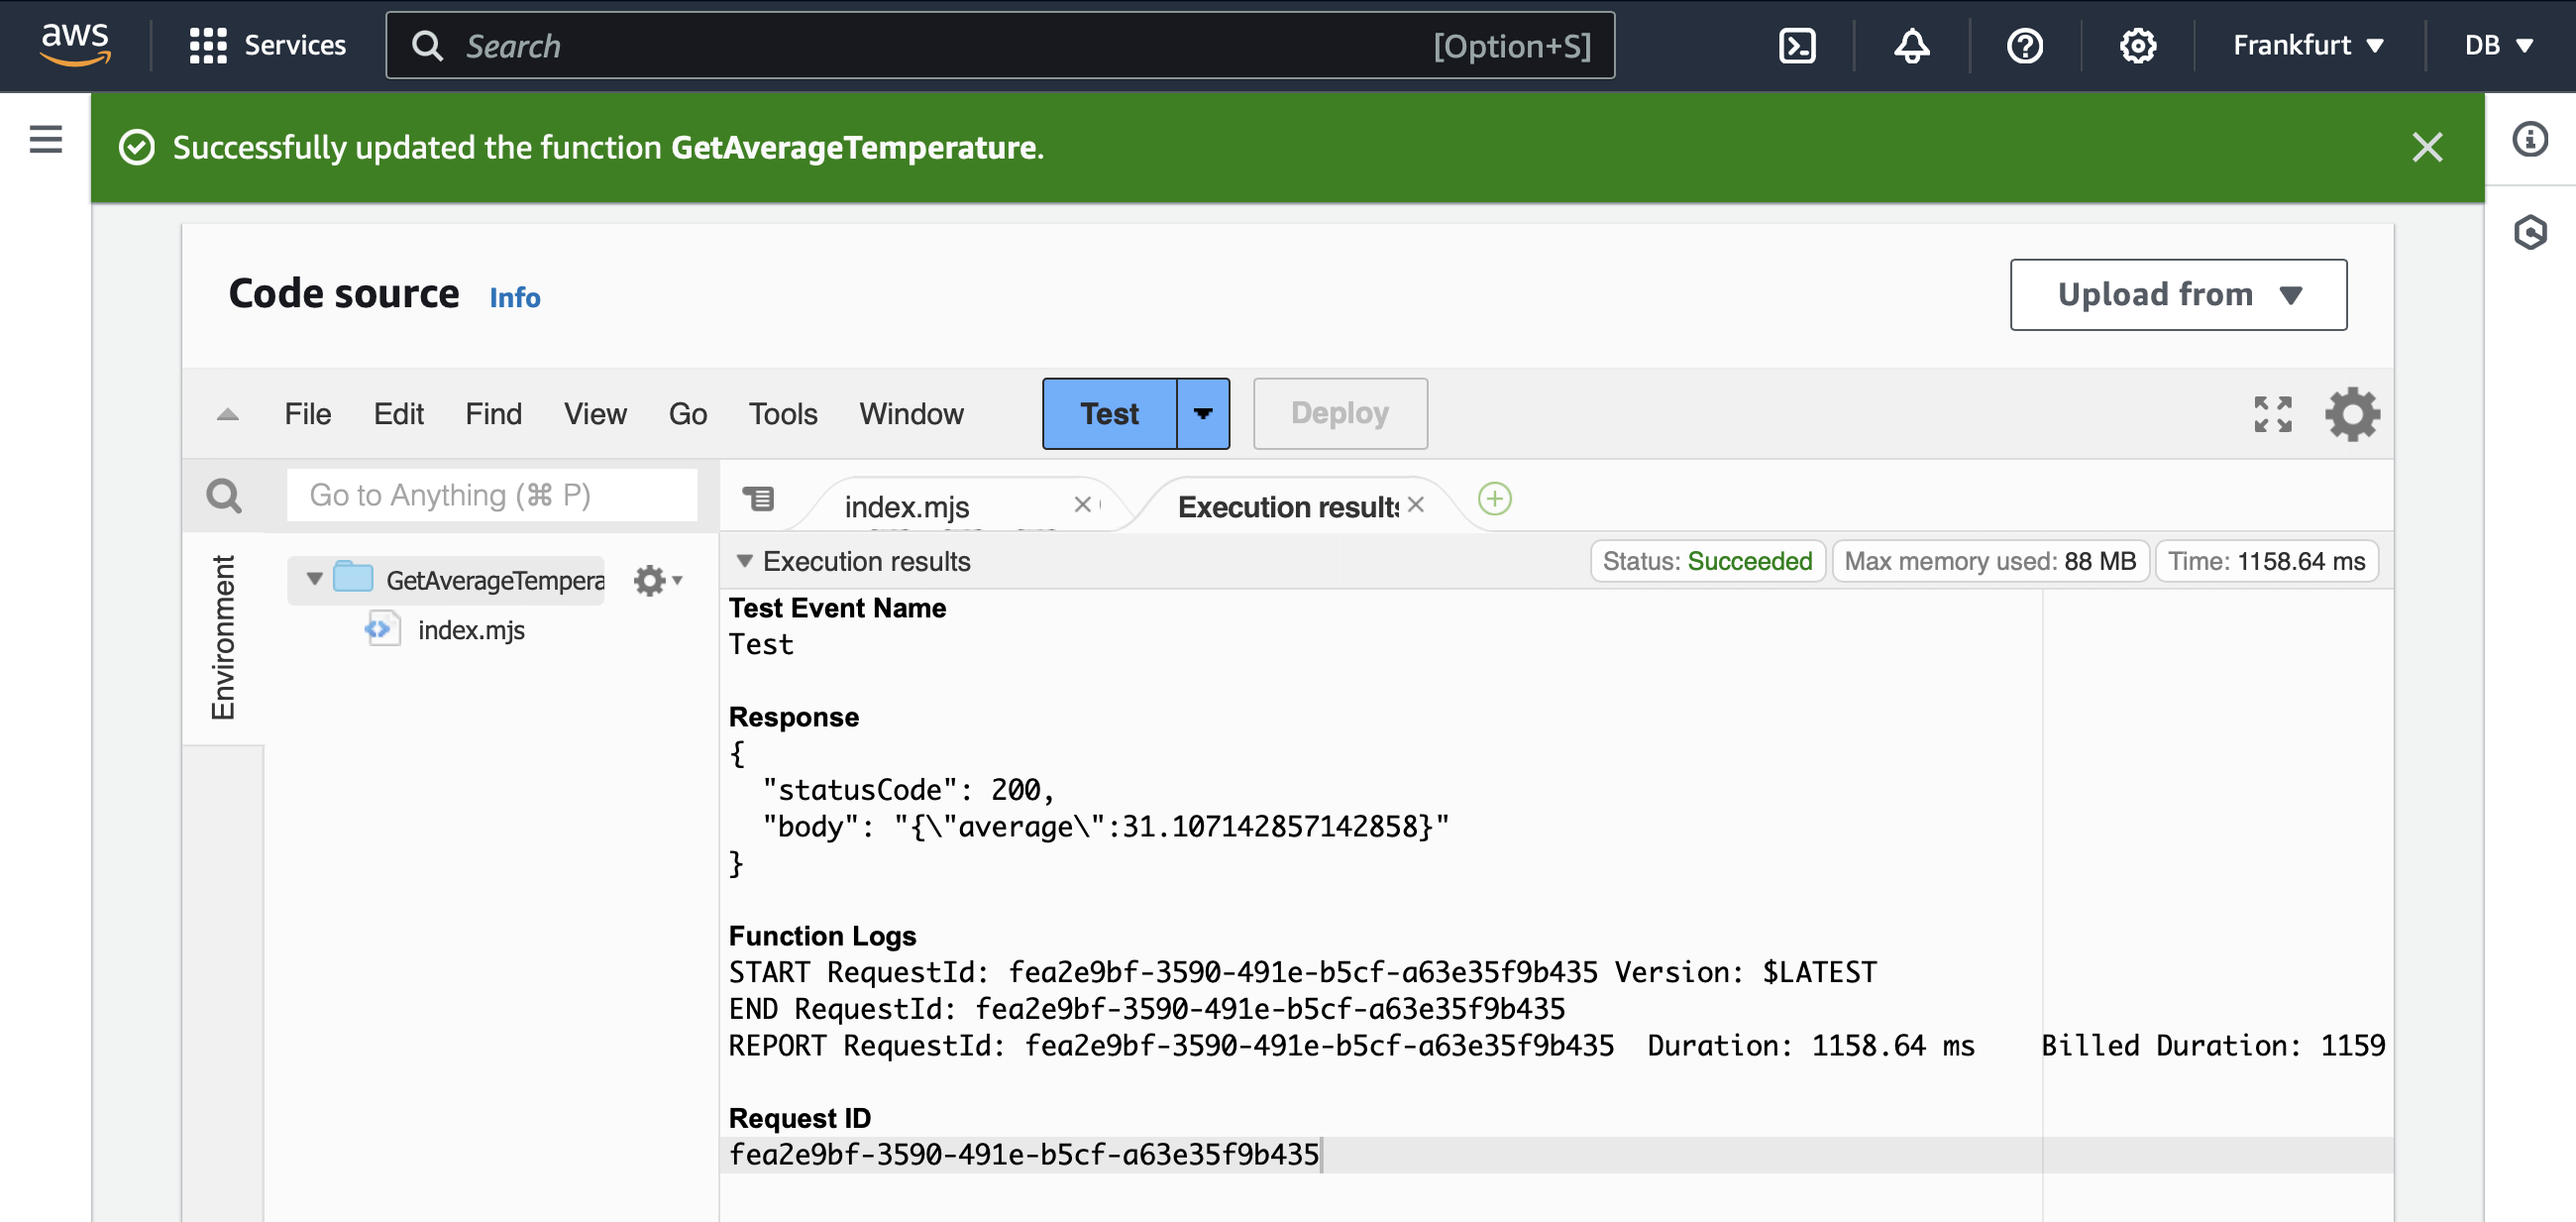 aws
Services
Search
[Option+S]
Frankfurt
DB
Successfully updated the function GetAverageTemperature.
Code source
Info
Upload from
File Edit Find View Go Tools Window
Test
Deploy
Go to Anything (⌘ P)
index.mjs
Execution results
Environment
GetAverageTempera
index.mjs
Execution results
Status: Succeeded
Max memory used: 88 MB
Time: 1158.64 ms
Test Event Name
Test
Response
{
"statusCode": 200,
"body": "{\"average\":31.107142857142858}"
}
Function Logs
START RequestId: fea2e9bf-3590-491e-b5cf-a63e35f9b435 Version: $LATEST
END RequestId: fea2e9bf-3590-491e-b5cf-a63e35f9b435
REPORT RequestId: fea2e9bf-3590-491e-b5cf-a63e35f9b435 Duration: 1158.64 ms Billed Duration: 1159
Request ID
fea2e9bf-3590-491e-b5cf-a63e35f9b435